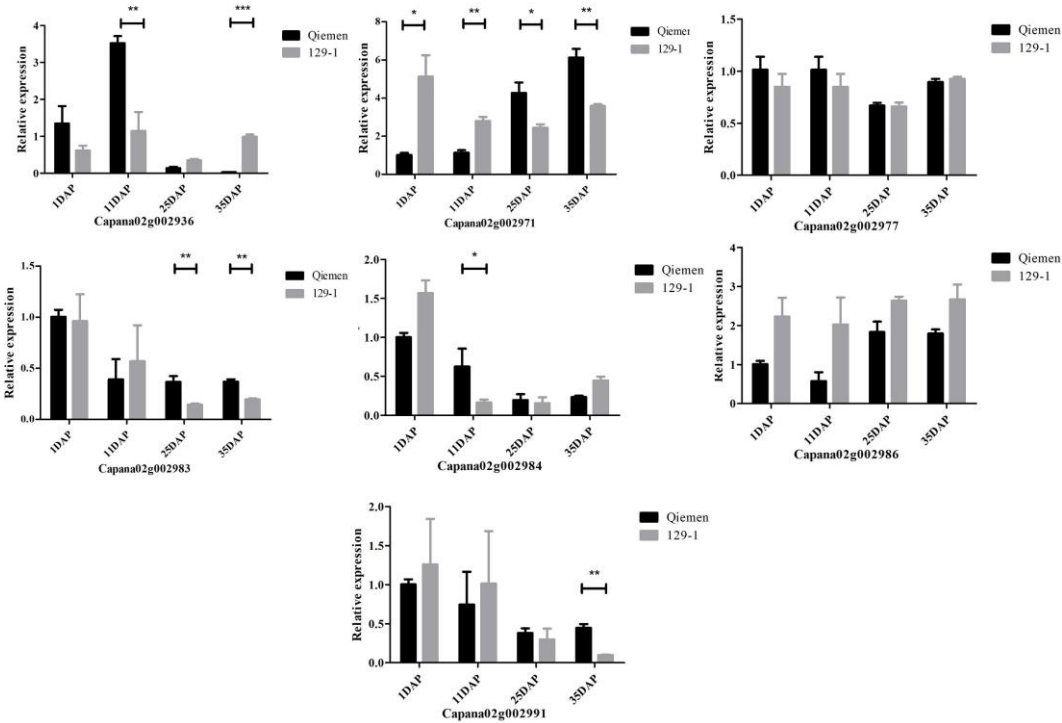 Relative expression
4
3
2
1
0
**
***
Qiemen
129-1
1DAP
11DAP
25DAP
35DAP
Capana02g002936
Relative expression
8
6
4
2
0
*
**
*
**
Qiemei
129-1
1DAP
11DAP
25DAP
35DAP
Capana02g002971
Relative expression
1.5
1.0
0.5
0.0
Qiemen
129-1
1DAP
11DAP
25DAP
35DAP
Capana02g002977
Relative expression
1.5
1.0
0.5
0.0
**
**
Qiemen
129-1
1DAP
11DAP
25DAP
35DAP
Capana02g002983
2.0
1.5
1.0
0.5
0.0
*
Qiemen
129-1
1DAP
11DAP
25DAP
35DAP
Capana02g002984
Relative expression
4
3
2
1
0
Qiemen
129-1
1DAP
11DAP
25DAP
35DAP
Capana02g002986
Relative expression
2.0
1.5
1.0
0.5
0.0
**
Qiemen
129-1
1DAP
11DAP
25DAP
35DAP
Capana02g002991